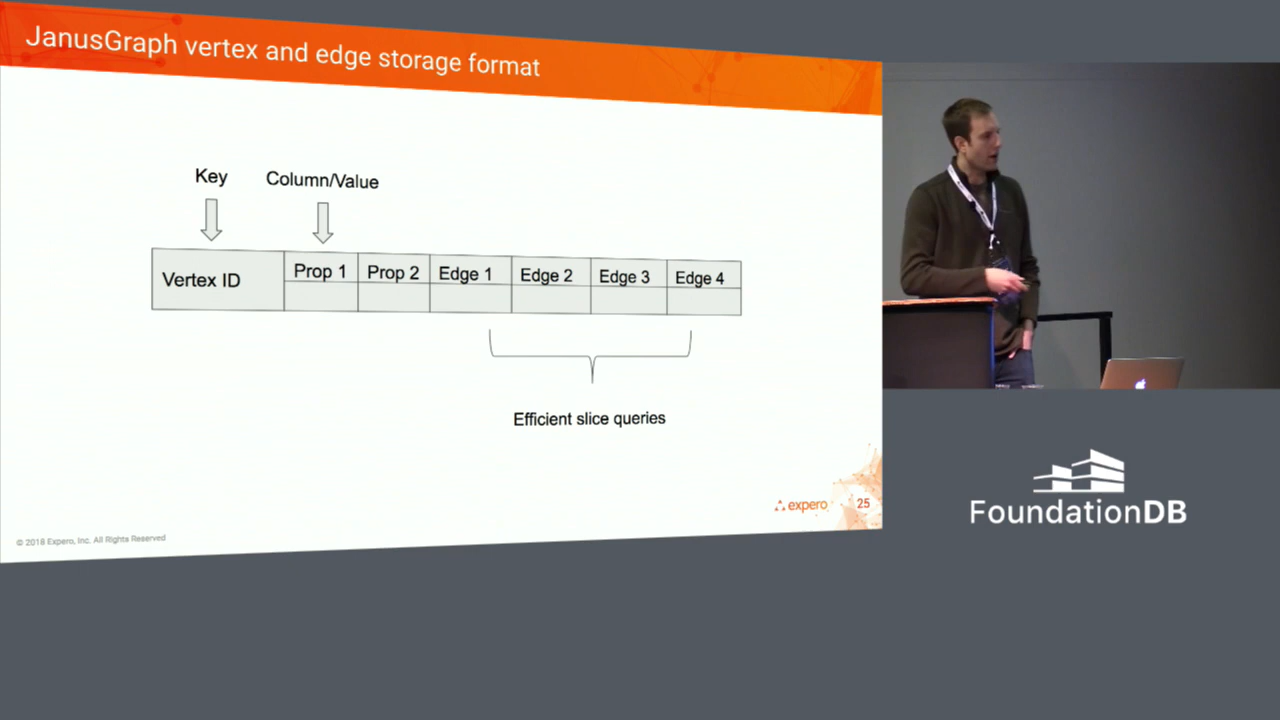 JanusGraph vertex and edge storage format
Key
Column/Value
Vertex ID
Prop 1
Prop 2
Edge 1
Edge 2
Edge 3
Edge 4
Efficient slice queries
expero
25
© 2018 Expero, Inc. All Rights Reserved
FoundationDB